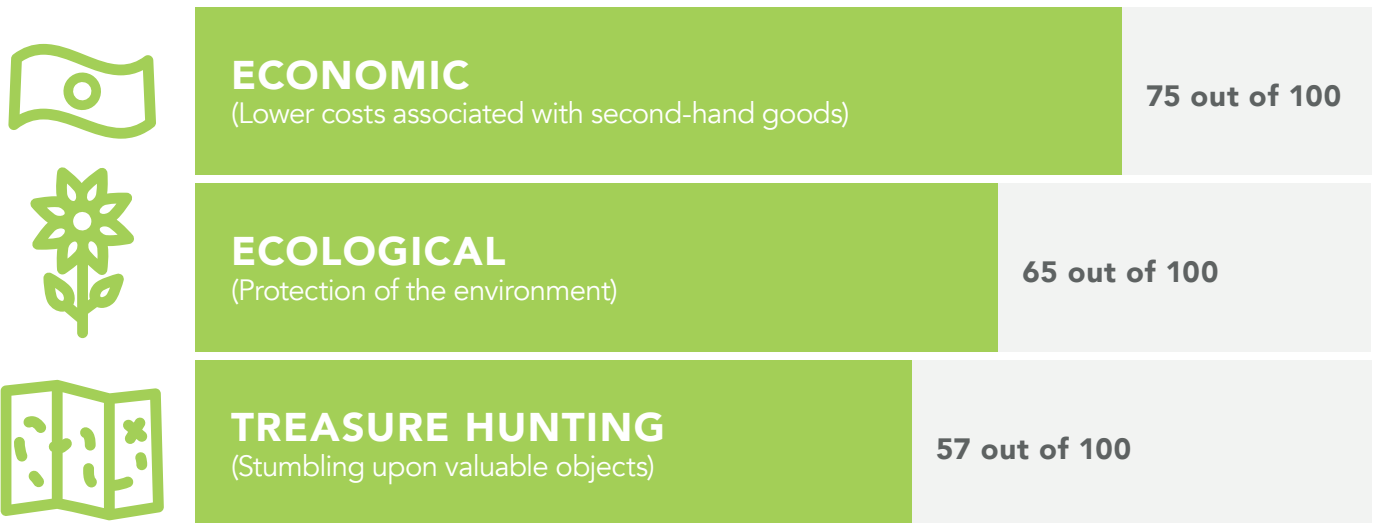 ECONOMIC
(Lower costs associated with second-hand goods)
75 out of 100
ECOLOGICAL
(Protection of the environment)
65 out of 100
TREASURE HUNTING
(Stumbling upon valuable objects)
57 out of 100